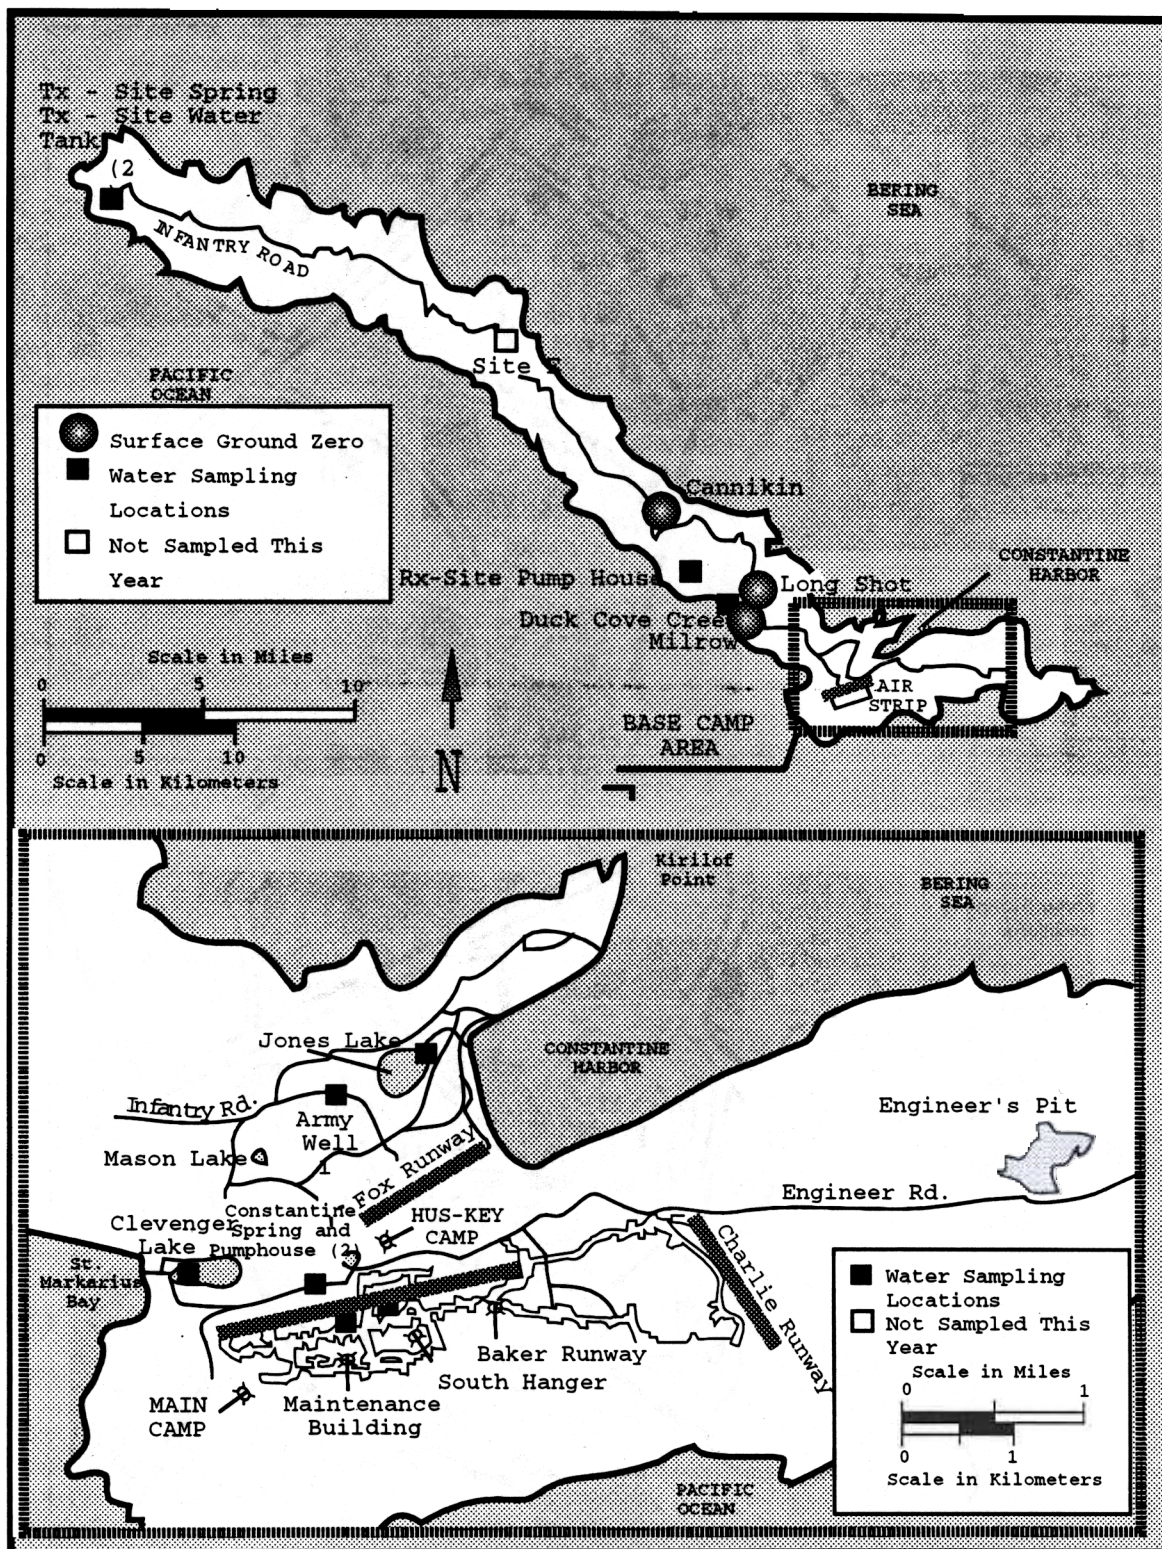 Tx - Site Spring
Tx - Site Water
Tank
(2
BERING
SEA
INFANTRY ROAD
Site
PACIFIC
OCEAN
Surface Ground Zero
Water Sampling
Locations
Not Sampled This
Year
Cannikin
CONSTANTINE
HARBOR
Rx-Site Pump House
Long Shot
Duck Cove Cree
Milrow
Scale in Miles
0 5 10
0 5 10
Scale in Kilometers
N
AIR
STRIP
BASE CAMP
AREA
Kirilof
Point
BERING
SEA
Jones Lake
CONSTANTINE
HARBOR
Infantry Rd.
Army
Well
1
Engineer's Pit
Mason Lake
Fox Runway
Engineer Rd.
Constantine
Spring and
Pumphouse (2)
HUS-KEY
CAMP
Clevenger
Lake
St.
Markarius
Bay
Charlie Runway
Water Sampling
Locations
Not Sampled This
Year
Scale in Miles
0 1
0 1
Scale in Kilometers
Baker Runway
South Hanger
Maintenance
Building
MAIN
CAMP
PACIFIC
OCEAN